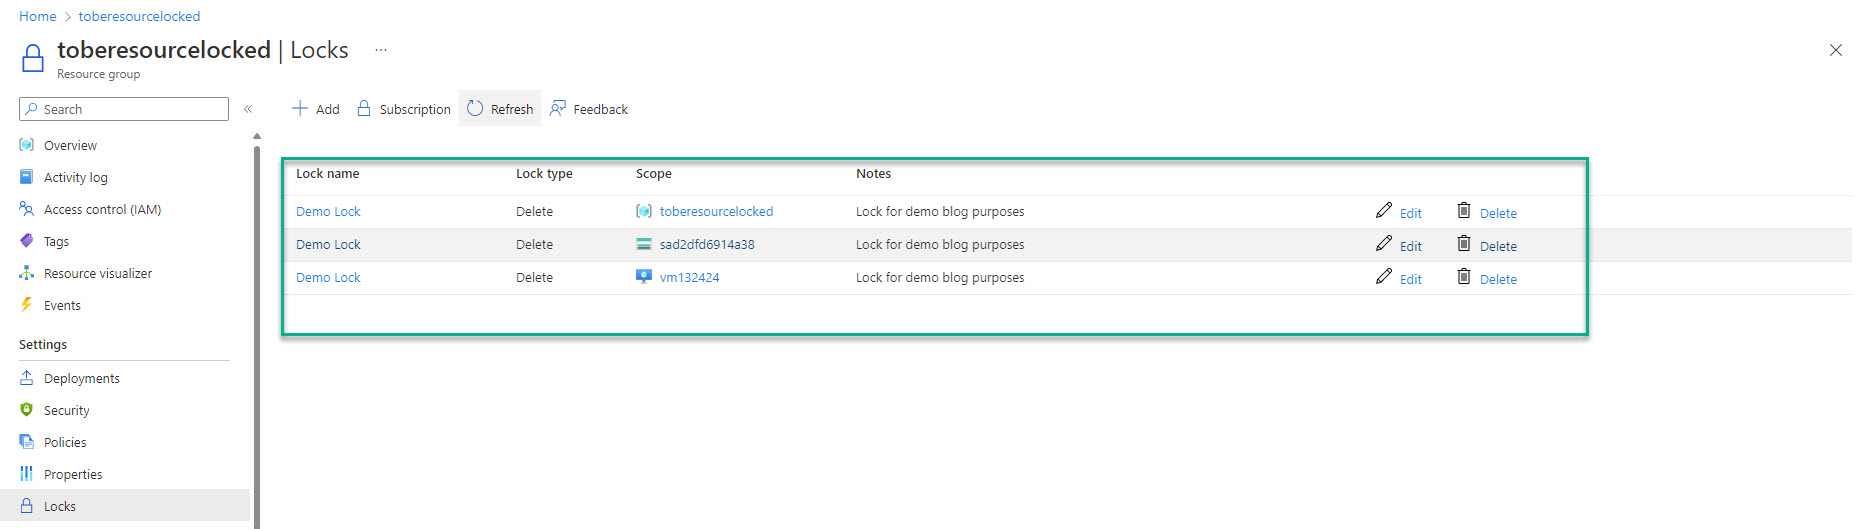 Home > toberesourcelocked
toberesourcelocked | Locks ...
Resource group
Search «
Add Subscription Refresh Feedback
Overview
Activity log
Access control (IAM)
Tags
Resource visualizer
Events
Settings
Deployments
Security
Policies
Properties
Locks
Lock name Lock type Scope Notes
Demo Lock Delete toberesourcelocked Lock for demo blog purposes Edit Delete
Demo Lock Delete sad2dfd6914a38 Lock for demo blog purposes Edit Delete
Demo Lock Delete vm132424 Lock for demo blog purposes Edit Delete